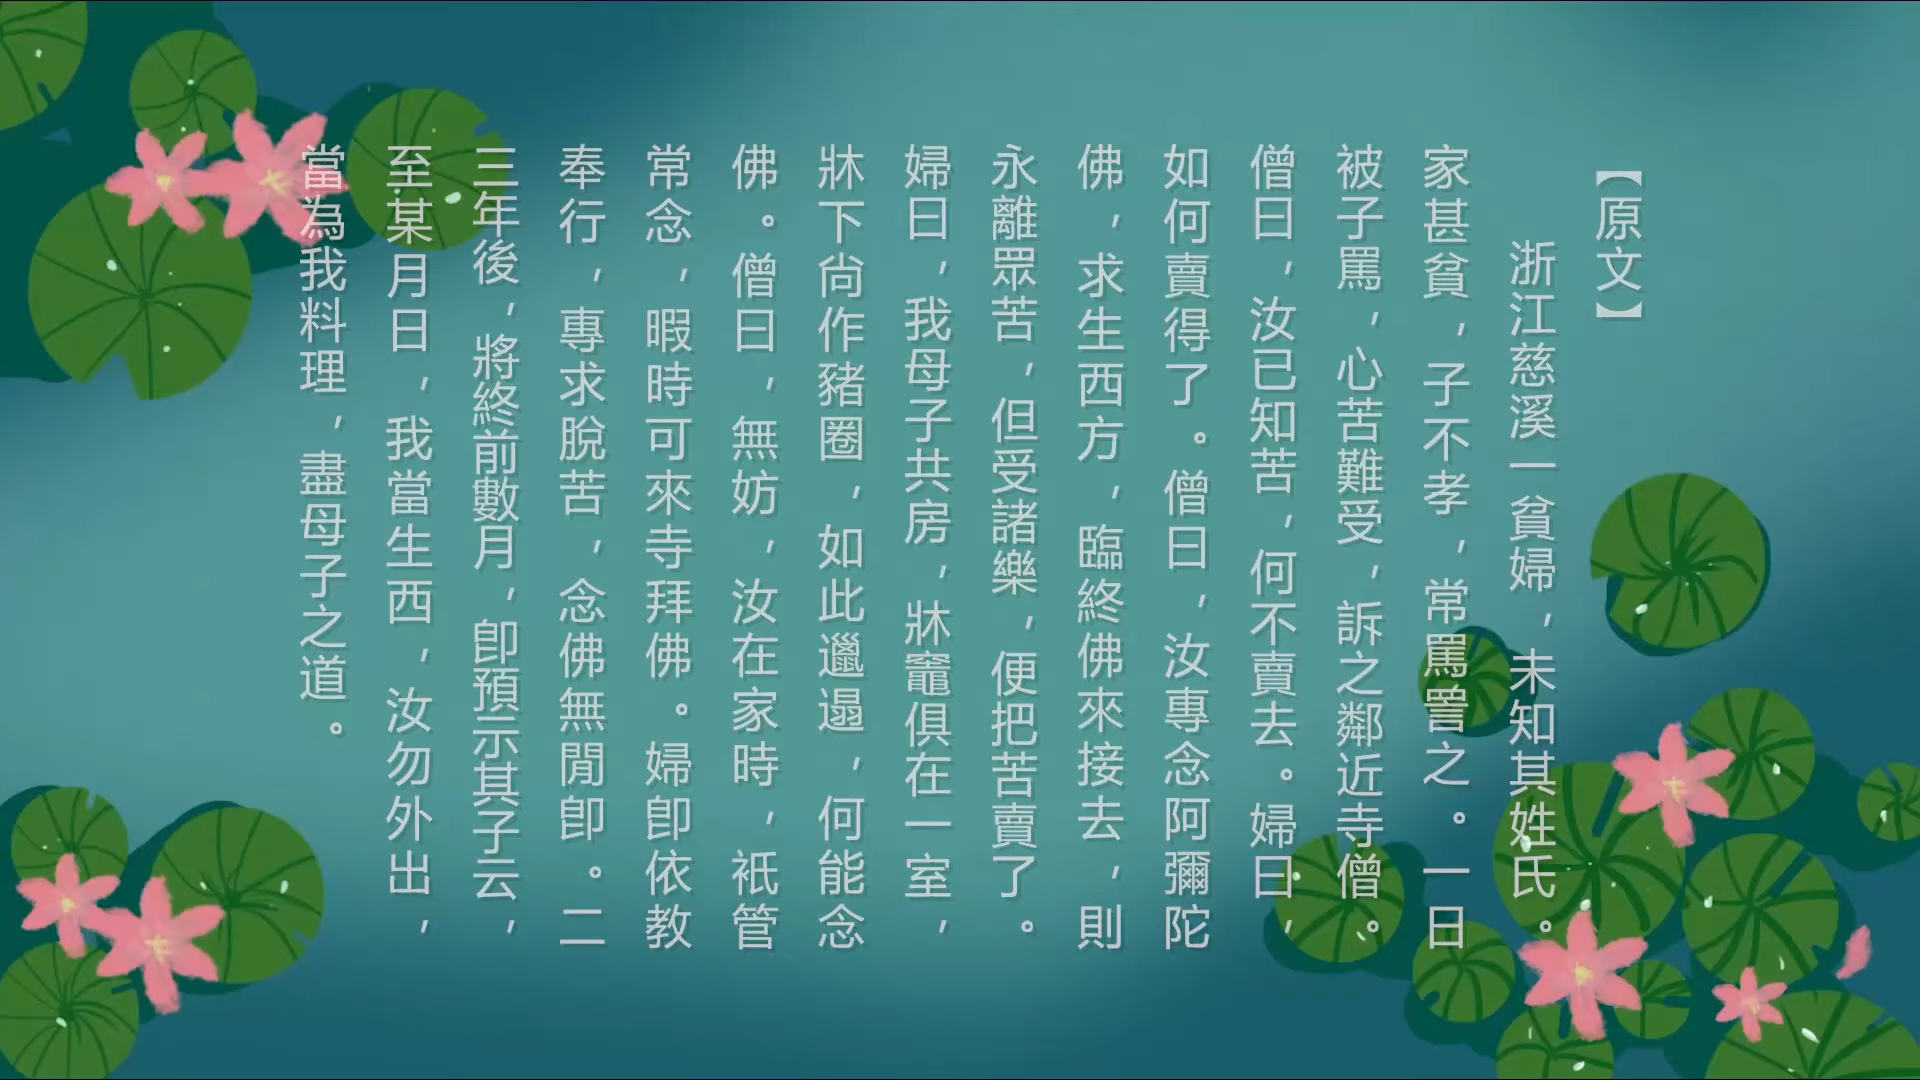 【原文】
浙江慈溪一貧婦，未知其姓氏。
家甚貧，子不孝，常罵詈之。一日
被子罵，心苦難受，訴之鄰近寺僧。
僧曰，汝已知苦，何不賣去。婦曰，
如何賣得了。僧曰，汝專念阿彌陀
佛，求生西方，臨終佛來接去，則
永離眾苦，但受諸樂，便把苦賣了。
婦曰，我母子共房，牀竈俱在一室，
牀下尚作豬圈，如此邋遢，何能念
佛。僧曰，無妨，汝在家時，衹管
常念，暇時可來寺拜佛。婦卽依教
奉行，專求脫苦，念佛無閒卽。二
三年後，將終前數月，卽預示其子云，
至某月日，我當生西，汝勿外出，
當為我料理，盡母子之道。